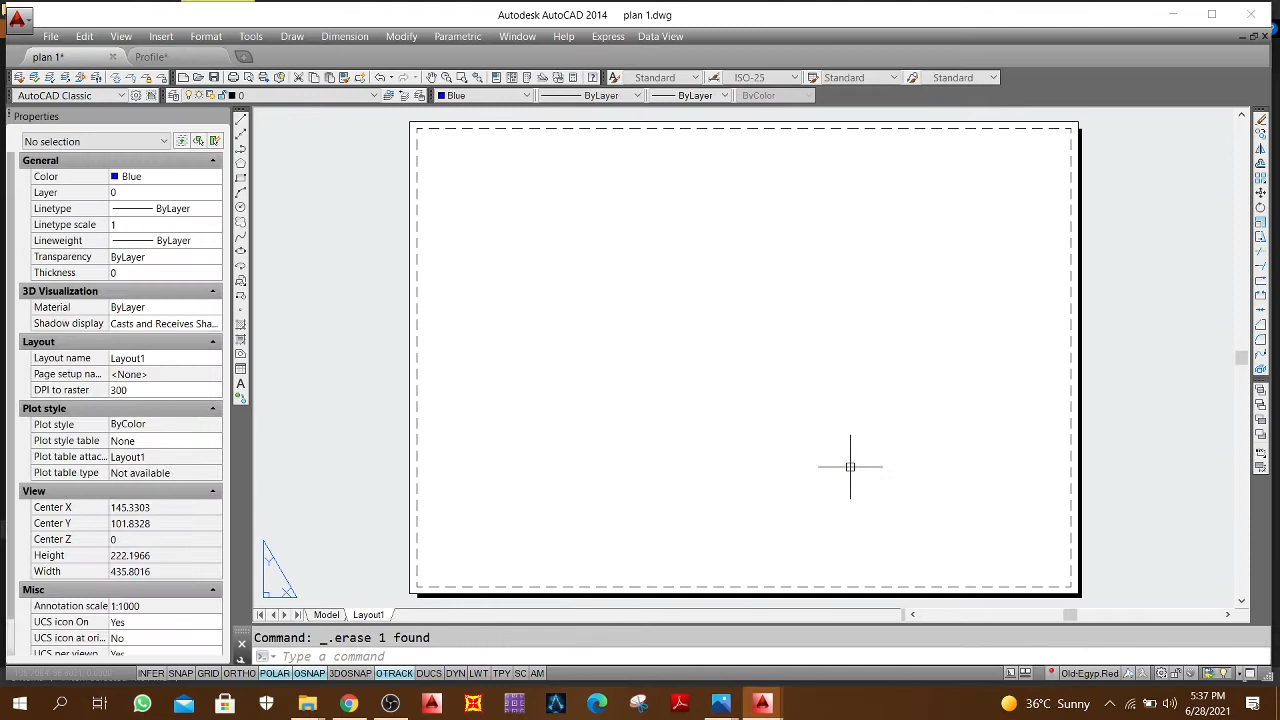 Autodesk AutoCAD 2014 plan 1.dwg
File Edit View Insert Format Tools Draw Dimension Modify Parametric Window Help Express Data View
plan 1* Profile*
Standard ISO-25 Standard Standard
AutoCAD Classic 0 Blue ByLayer ByLayer ByColor
Properties
No selection
General
Color Blue
Layer 0
Linetype ByLayer
Linetype scale 1
Lineweight ByLayer
Transparency ByLayer
Thickness 0
3D Visualization
Material ByLayer
Shadow display Casts and Receives Sha...
Layout
Layout name Layout1
Page setup na... <None>
DPI to raster 300
Plot style
Plot style ByColor
Plot style table None
Plot table attac... Layout1
Plot table type Not available
View
Center X 145.3303
Center Y 101.8328
Center Z 0
Height 222.1966
Width 435.8016
Misc
Annotation scale 1:1000
UCS icon On Yes
UCS icon at ori... No
UCS per viewp... Yes
Y
X
Model Layout1
Command: _.erase 1 found
Type a command
INFER SNAP GRID ORTHO POLAR OSNAP 3DOSNAP OTRACK DUCS DYN LWT TPY SC AM Old-Egyp.Red
36°C Sunny 5:37 PM
6/28/2021